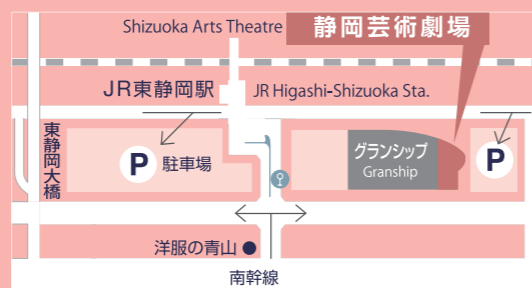 Shizuoka Arts Theatre
静岡芸術劇場
JR東静岡駅
JR Higashi-Shizuoka Sta.
東静岡大橋
P
駐車場
グランシップ
Granship
P
洋服の青山
南幹線